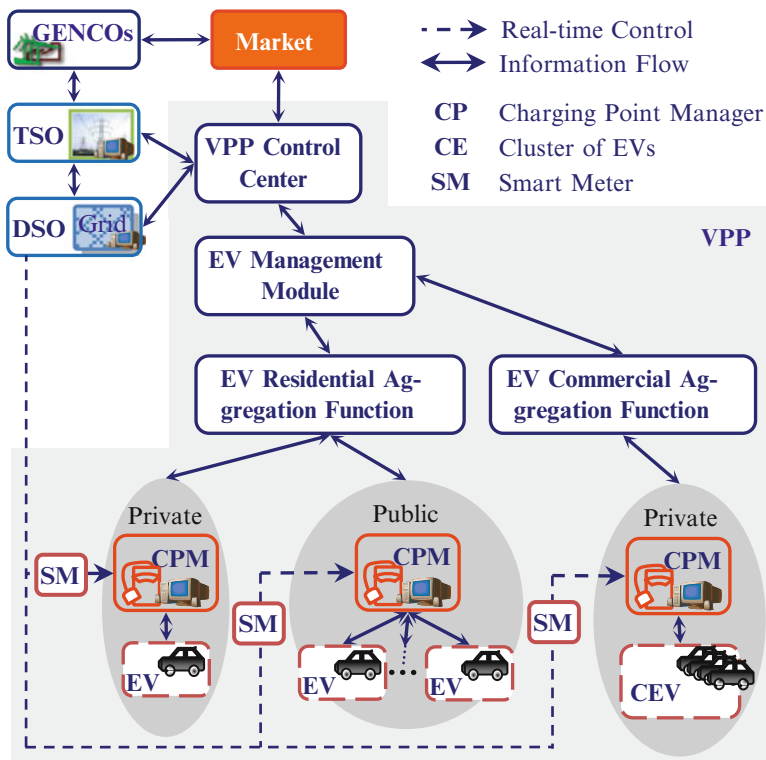 GENCOs
Market
Real-time Control
Information Flow
TSO
CP Charging Point Manager
CE Cluster of EVs
SM Smart Meter
VPP Control
Center
DSO
Grid
VPP
EV Management
Module
EV Residential Ag-
gregation Function
EV Commercial Ag-
gregation Function
Private
Public
Private
SM
CPM
CPM
CPM
SM
SM
EV
EV
...
EV
CEV